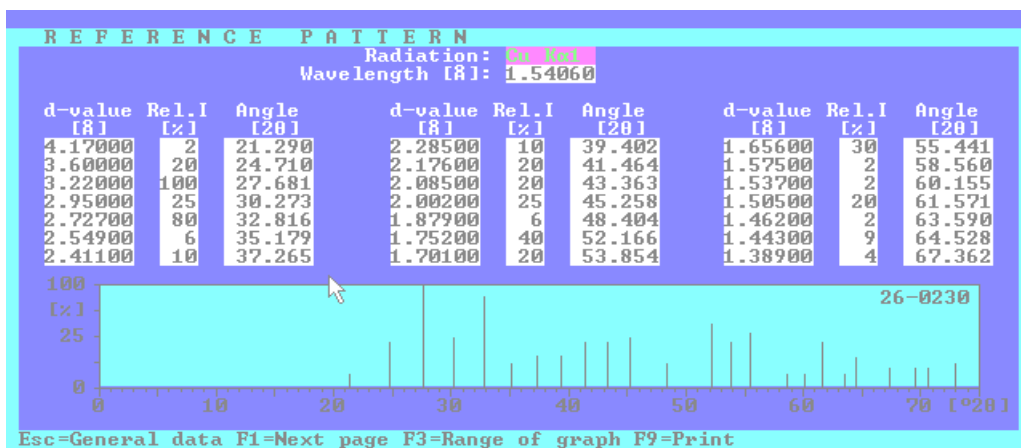 REFERENCE PATTERN
Radiation: Cu Kα1
Wavelength [Å]: 1.54060
d-value Rel.I Angle d-value Rel.I Angle d-value Rel.I Angle
[Å] [%] [2θ] [Å] [%] [2θ] [Å] [%] [2θ]
4.17000 2 21.290 2.28500 10 39.402 1.65600 30 55.441
3.60000 20 24.710 2.17600 20 41.464 1.57500 2 58.560
3.22000 100 27.681 2.08500 20 43.363 1.53700 2 60.155
2.95000 25 30.273 2.00200 25 45.258 1.50500 20 61.571
2.72700 80 32.816 1.87900 6 48.404 1.46200 2 63.590
2.54900 6 35.179 1.75200 40 52.166 1.44300 9 64.528
2.41100 10 37.265 1.70100 20 53.854 1.38900 4 67.362
100
26-0230
[%]
25
0
0 10 20 30 40 50 60 70 [°2θ]
Esc=General data F1=Next page F3=Range of graph F9=Print